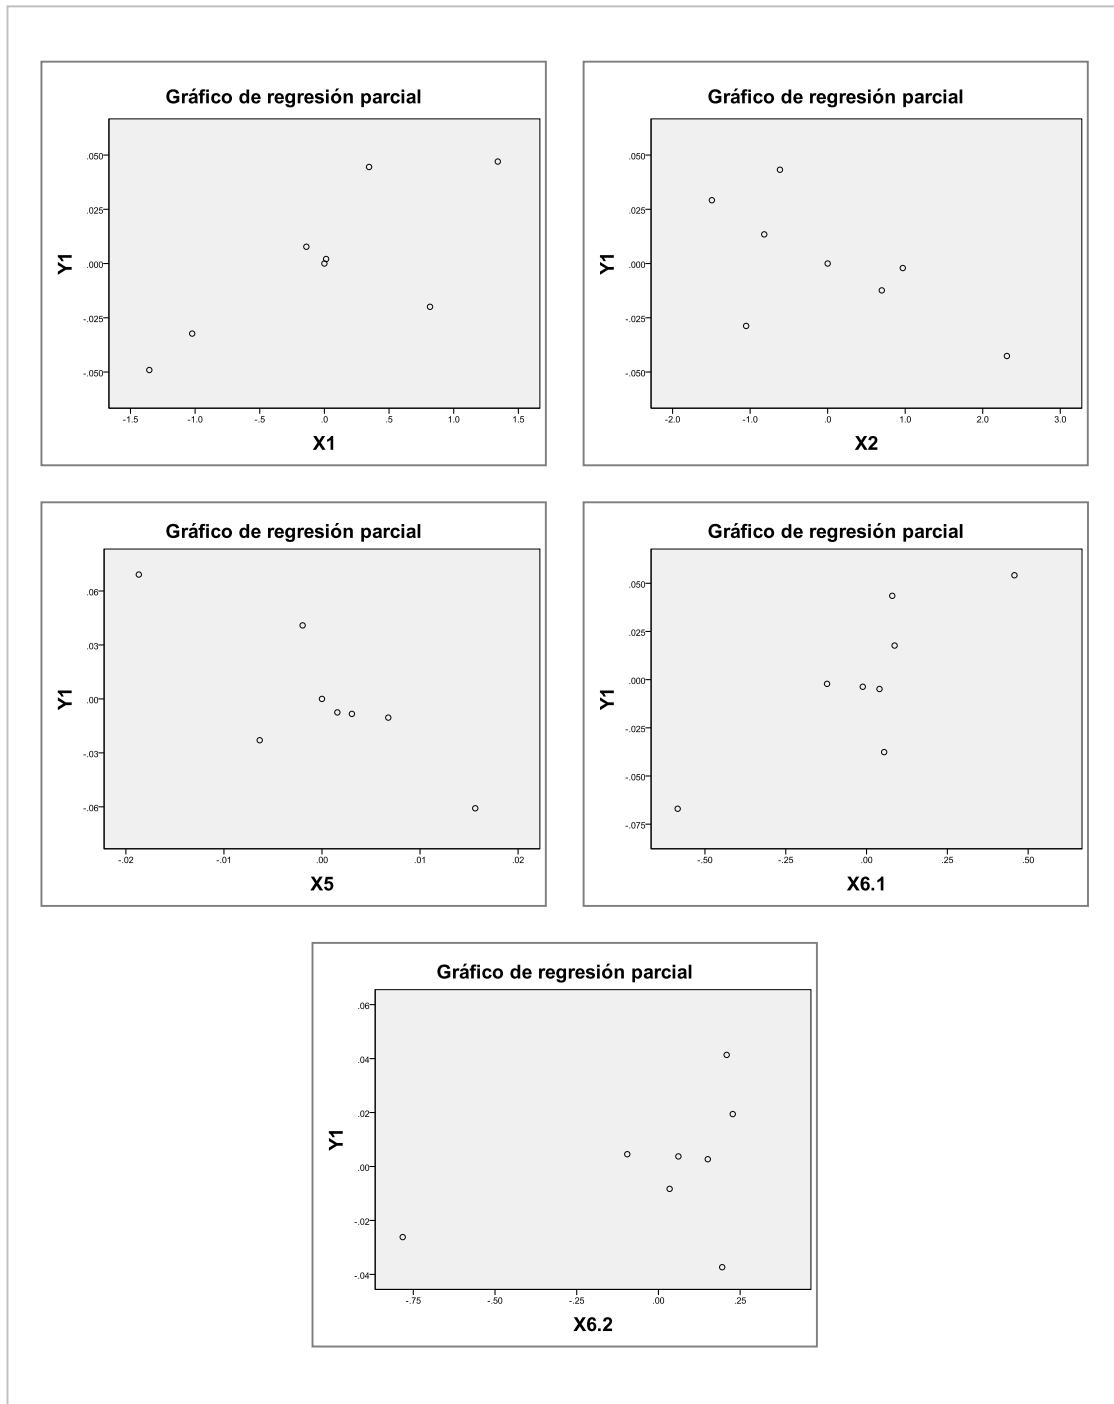 Gráfico de regresión parcial
Y1
.050
.025
.000
-.025
-.050
-1.5 -1.0 -.5 .0 .5 1.0 1.5
X1
Gráfico de regresión parcial
Y1
.050
.025
.000
-.025
-.050
-2.0 -1.0 .0 1.0 2.0 3.0
X2
Gráfico de regresión parcial
Y1
.06
.03
.00
-.03
-.06
-.02 -.01 .00 .01 .02
X5
Gráfico de regresión parcial
Y1
.050
.025
.000
-.025
-.050
-.075
-.50 -.25 .00 .25 .50
X6.1
Gráfico de regresión parcial
Y1
.06
.04
.02
.00
-.02
-.04
-.75 -.50 -.25 .00 .25
X6.2